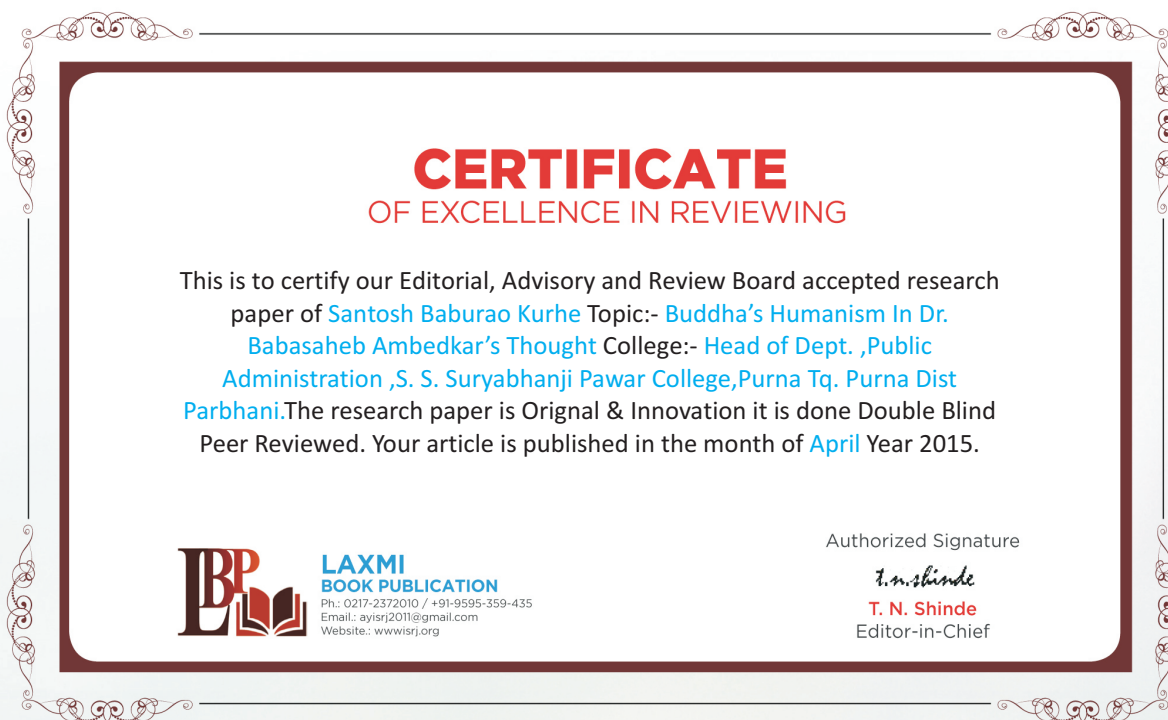 CERTIFICATE
OF EXCELLENCE IN REVIEWING
This is to certify our Editorial, Advisory and Review Board accepted research
paper of Santosh Baburao Kurhe Topic:- Buddha’s Humanism In Dr.
Babasaheb Ambedkar’s Thought College:- Head of Dept. ,Public
Administration ,S. S. Suryabhanji Pawar College,Purna Tq. Purna Dist
Parbhani.The research paper is Orignal & Innovation it is done Double Blind
Peer Reviewed. Your article is published in the month of April Year 2015.
LBP
LAXMI
BOOK PUBLICATION
Ph.: 0217-2372010 / +91-9595-359-435
Email.: ayisrj2011@gmail.com
Website.: wwwisrj.org
Authorized Signature
t.n.shinde
T. N. Shinde
Editor-in-Chief